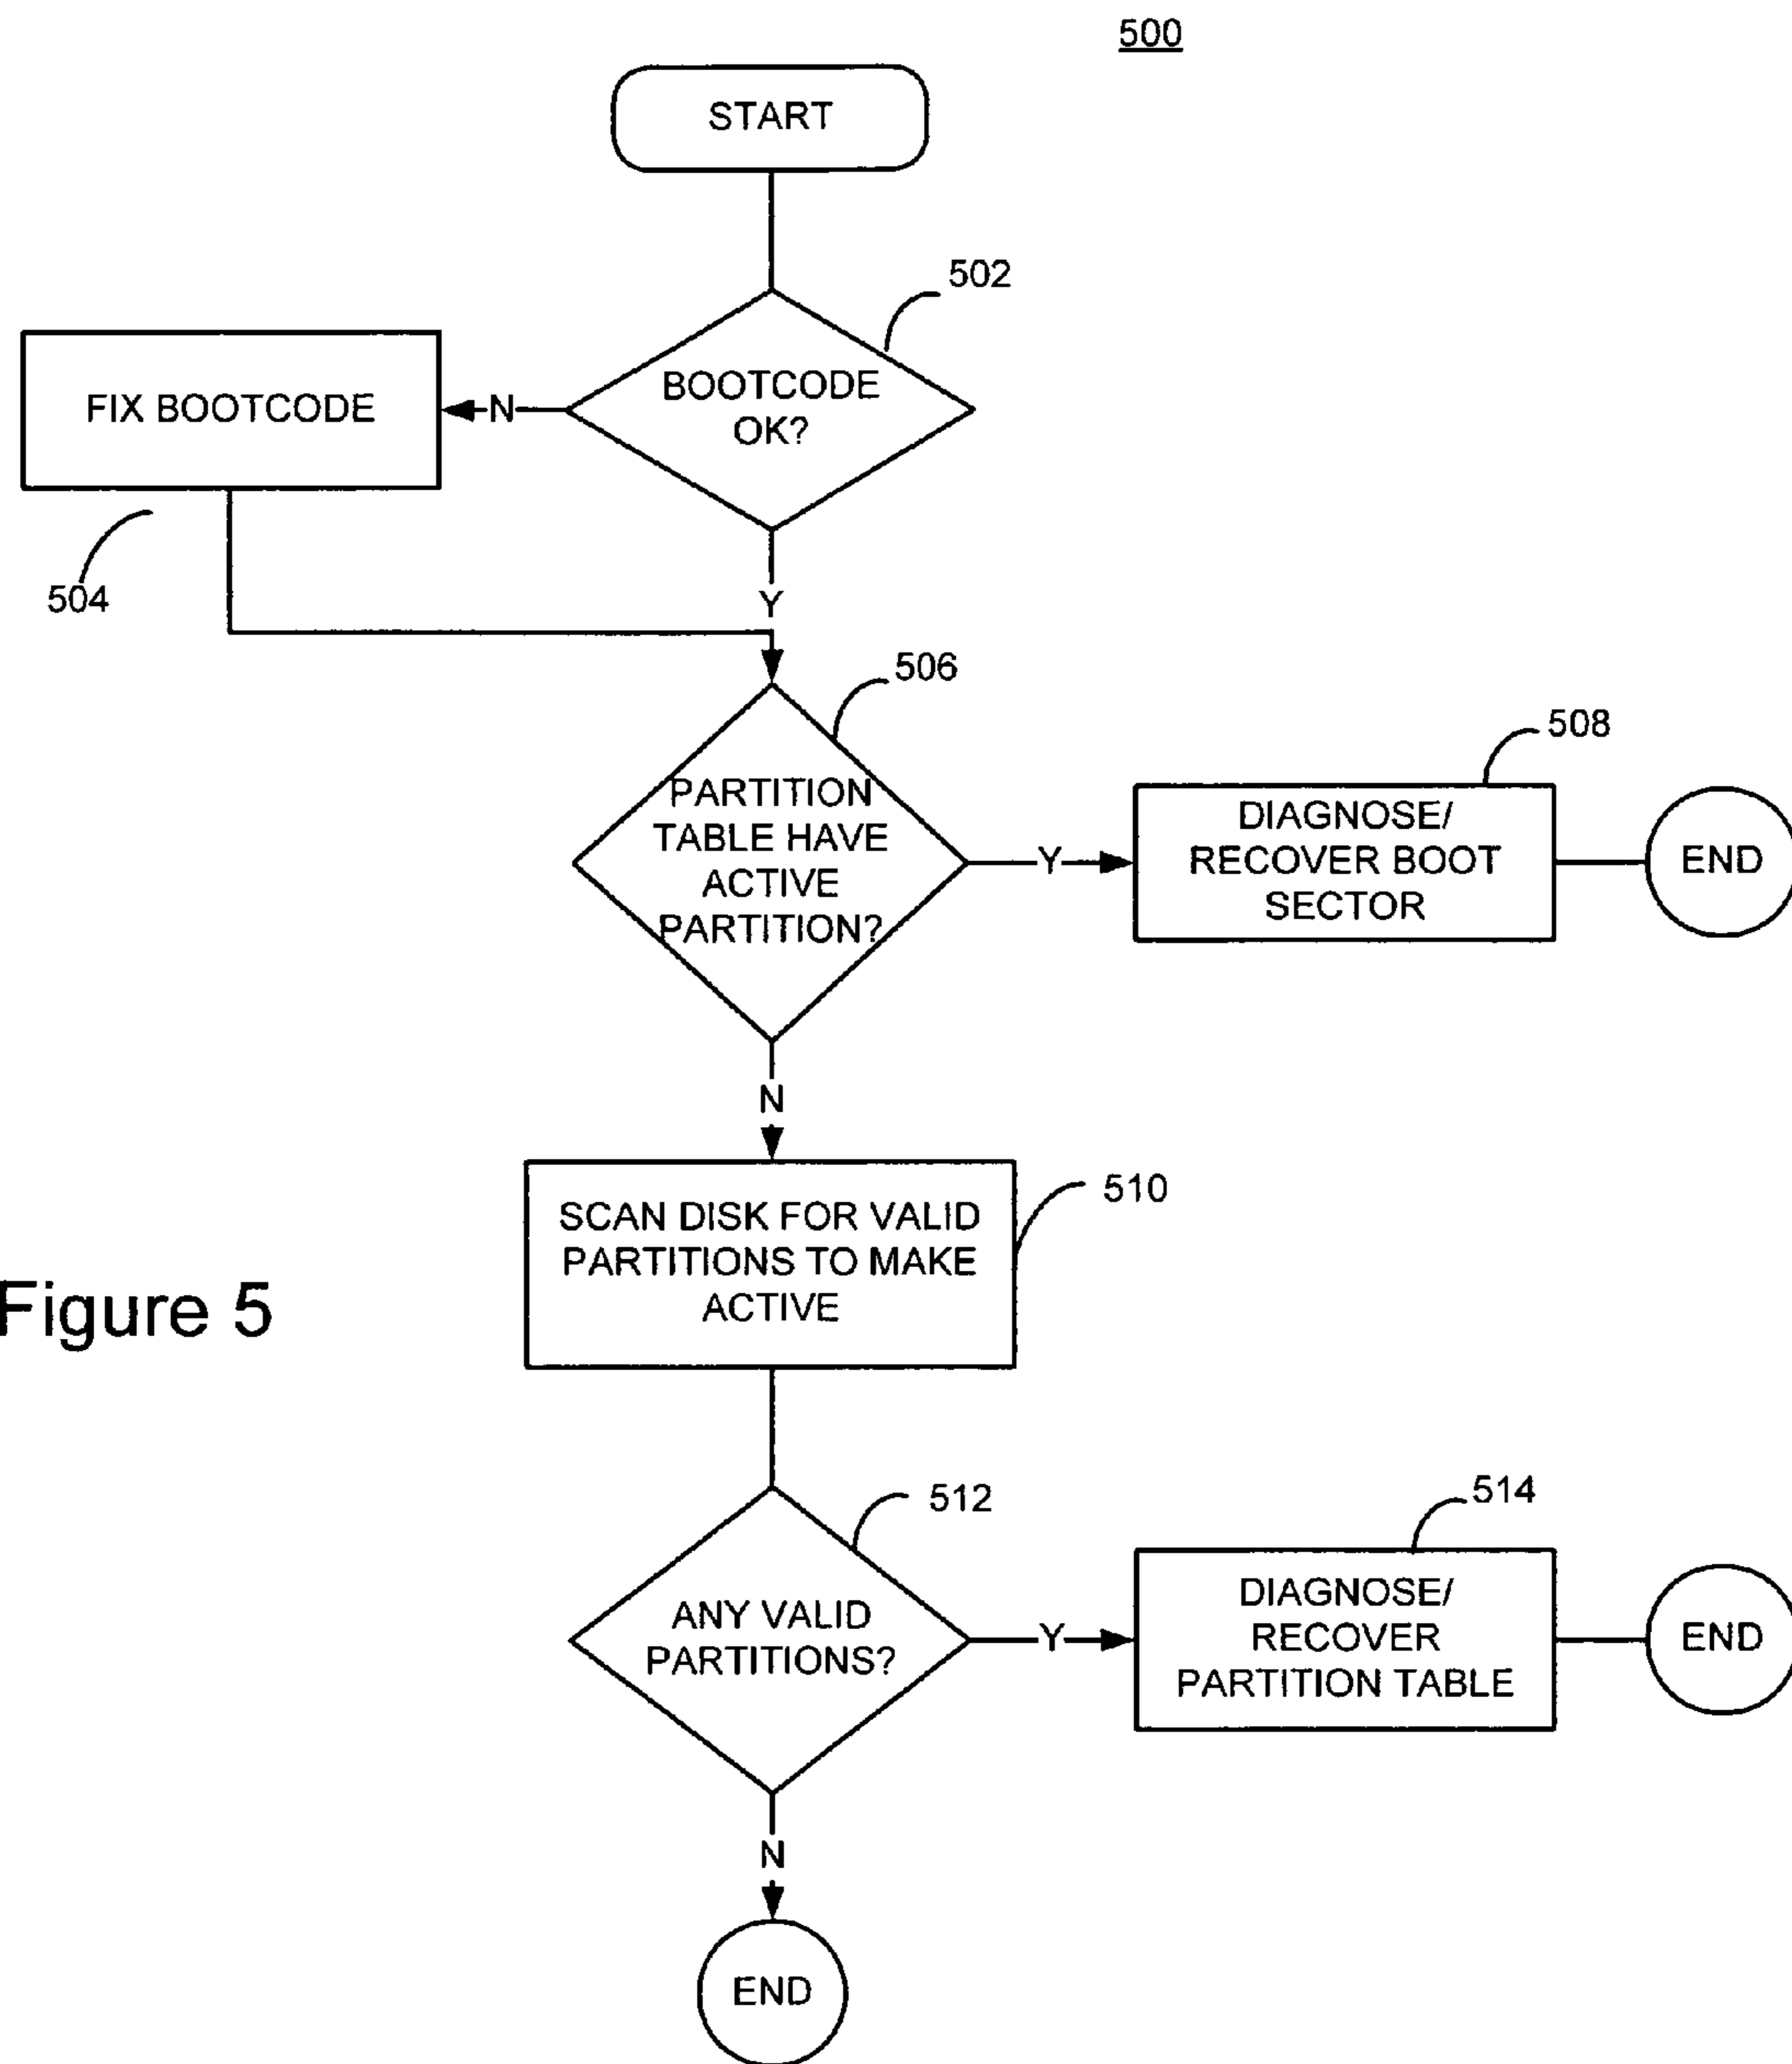 500
START
502
BOOTCODE
OK?
N
FIX BOOTCODE
504
Y
506
PARTITION
TABLE HAVE
ACTIVE
PARTITION?
Y
508
DIAGNOSE/
RECOVER BOOT
SECTOR
END
N
510
SCAN DISK FOR VALID
PARTITIONS TO MAKE
ACTIVE
Figure 5
512
ANY VALID
PARTITIONS?
Y
514
DIAGNOSE/
RECOVER
PARTITION TABLE
END
N
END